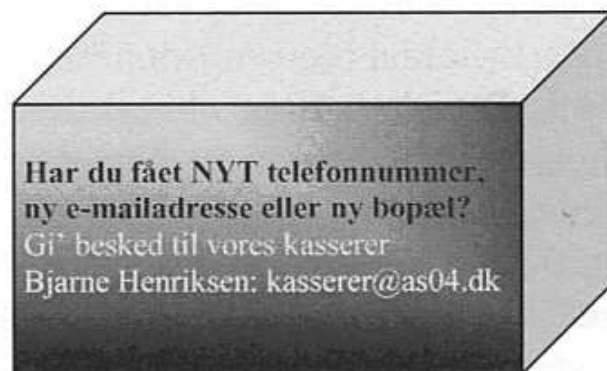 Har du fået NYT telefonnummer,
ny e-mailadresse eller ny bopæl?
Gi' besked til vores kasserer
Bjarne Henriksen: kasserer@as04.dk